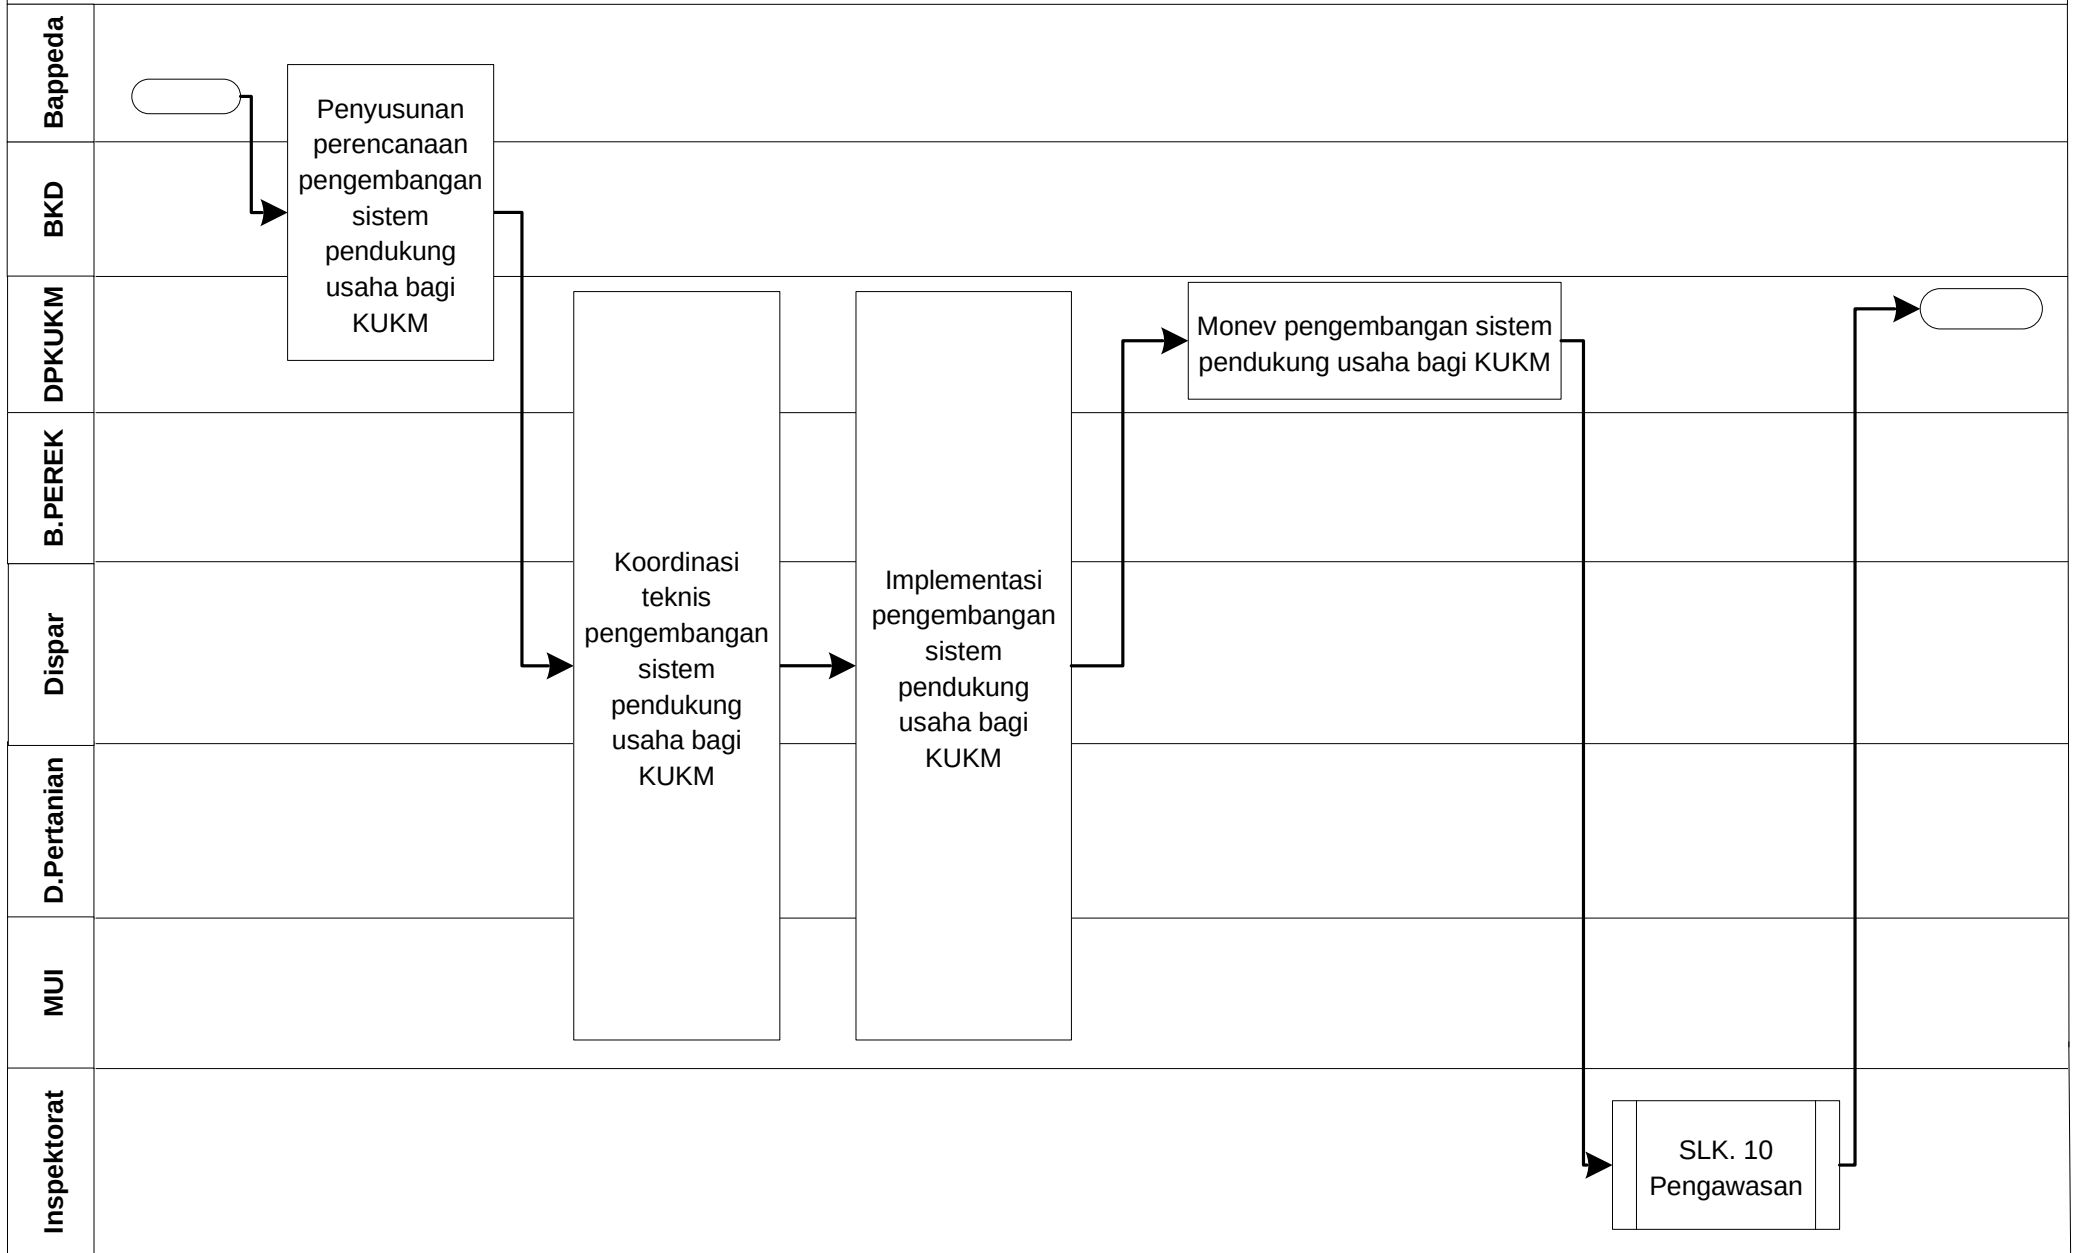 Bappeda
BKD
DPKUKM
B.PEREK
Dispar
D.Pertanian
MUI
Inspektorat
Penyusunan
perencanaan
pengembangan
sistem
pendukung
usaha bagi
KUKM
Koordinasi
teknis
pengembangan
sistem
pendukung
usaha bagi
KUKM
Implementasi
pengembangan
sistem
pendukung
usaha bagi
KUKM
Monev pengembangan sistem
pendukung usaha bagi KUKM
SLK. 10
Pengawasan